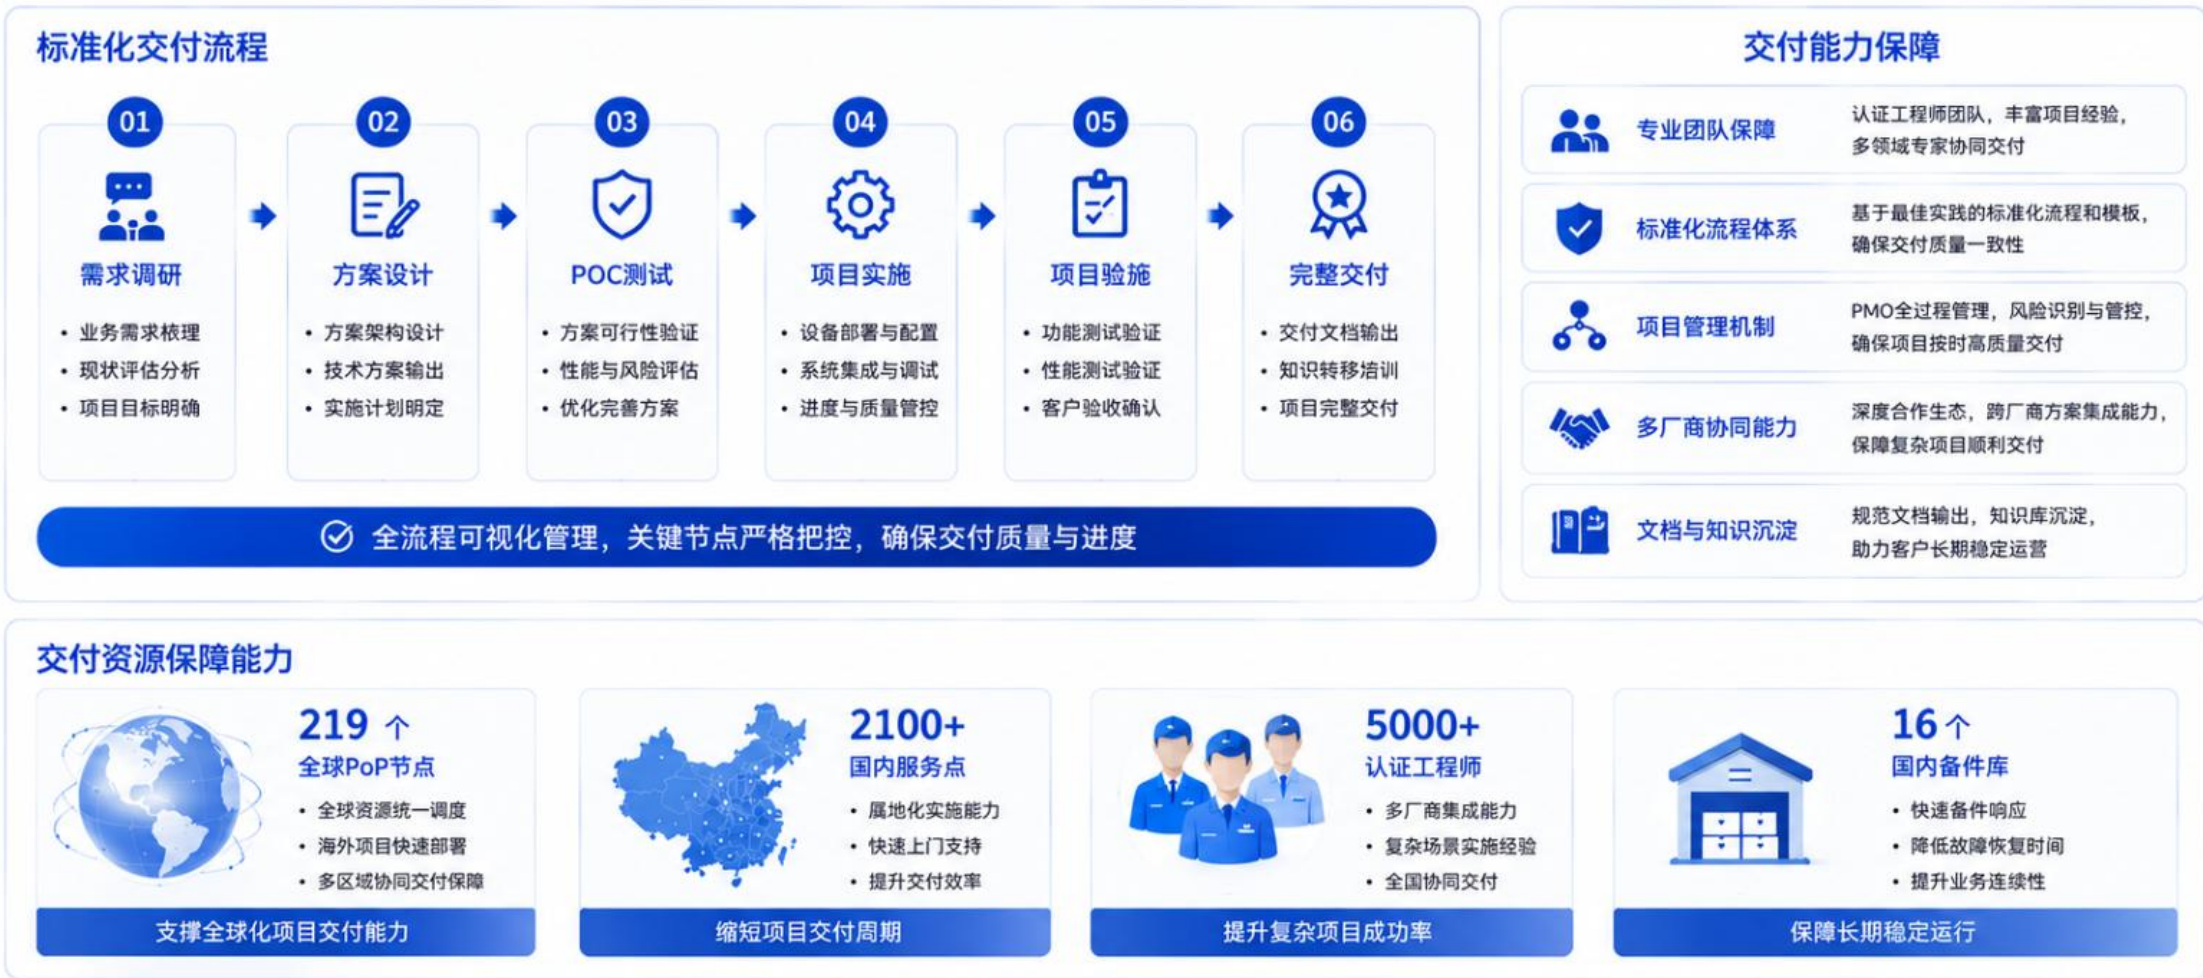 标准化交付流程
01
需求调研
• 业务需求梳理
• 现状评估分析
• 项目目标明确
02
方案设计
• 方案架构设计
• 技术方案输出
• 实施计划明定
03
POC测试
• 方案可行性验证
• 性能与风险评估
• 优化完善方案
04
项目实施
• 设备部署与配置
• 系统集成与调试
• 进度与质量管控
05
项目验施
• 功能测试验证
• 性能测试验证
• 客户验收确认
06
完整交付
• 交付文档输出
• 知识转移培训
• 项目完整交付
全流程可视化管理，关键节点严格把控，确保交付质量与进度
交付能力保障
专业团队保障
认证工程师团队，丰富项目经验，
多领域专家协同交付
标准化流程体系
基于最佳实践的标准化流程和模板，
确保交付质量一致性
项目管理机制
PMO全过程管理，风险识别与管控，
确保项目按时高质量交付
多厂商协同能力
深度合作生态，跨厂商方案集成能力，
保障复杂项目顺利交付
文档与知识沉淀
规范文档输出，知识库沉淀，
助力客户长期稳定运营
交付资源保障能力
219 个
全球PoP节点
• 全球资源统一调度
• 海外项目快速部署
• 多区域协同交付保障
支撑全球化项目交付能力
2100+
国内服务点
• 属地化实施能力
• 快速上门支持
• 提升交付效率
缩短项目交付周期
5000+
认证工程师
• 多厂商集成能力
• 复杂场景实施经验
• 全国协同交付
提升复杂项目成功率
16 个
国内备件库
• 快速备件响应
• 降低故障恢复时间
• 提升业务连续性
保障长期稳定运行